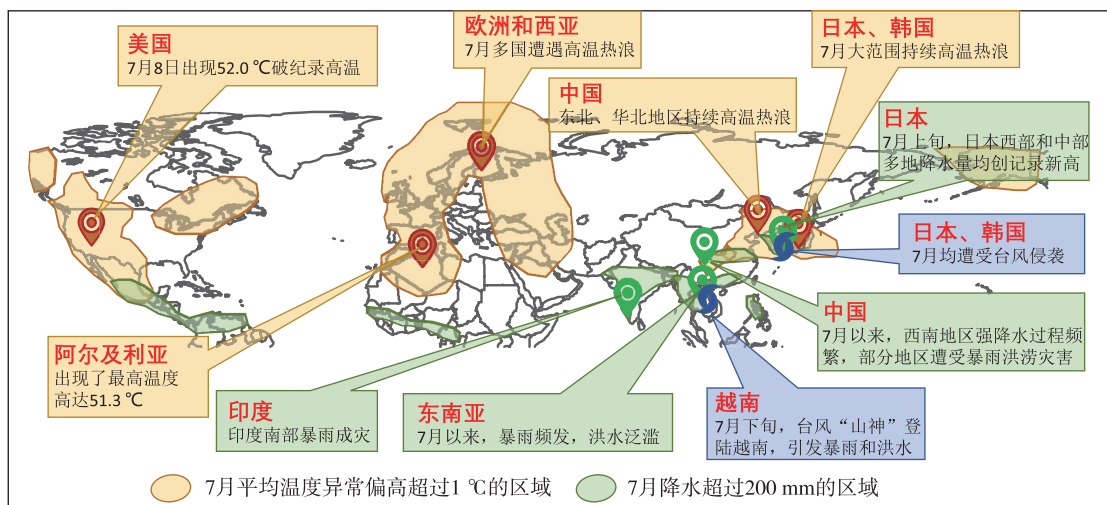 美国
7月8日出现52.0 ℃破纪录高温
欧洲和西亚
7月多国遭遇高温热浪
日本、韩国
7月大范围持续高温热浪
中国
东北、华北地区持续高温热浪
日本
7月上旬，日本西部和中部
多地降水量均创记录新高
日本、韩国
7月均遭受台风侵袭
中国
7月以来，西南地区强降水过程频
繁，部分地区遭受暴雨洪涝灾害
阿尔及利亚
出现了最高温度
高达51.3 ℃
印度
印度南部暴雨成灾
东南亚
7月以来，暴雨频发，洪水泛滥
越南
7月下旬，台风“山神”登
陆越南，引发暴雨和洪水
7月平均温度异常偏高超过1 ℃的区域
7月降水超过200 mm的区域